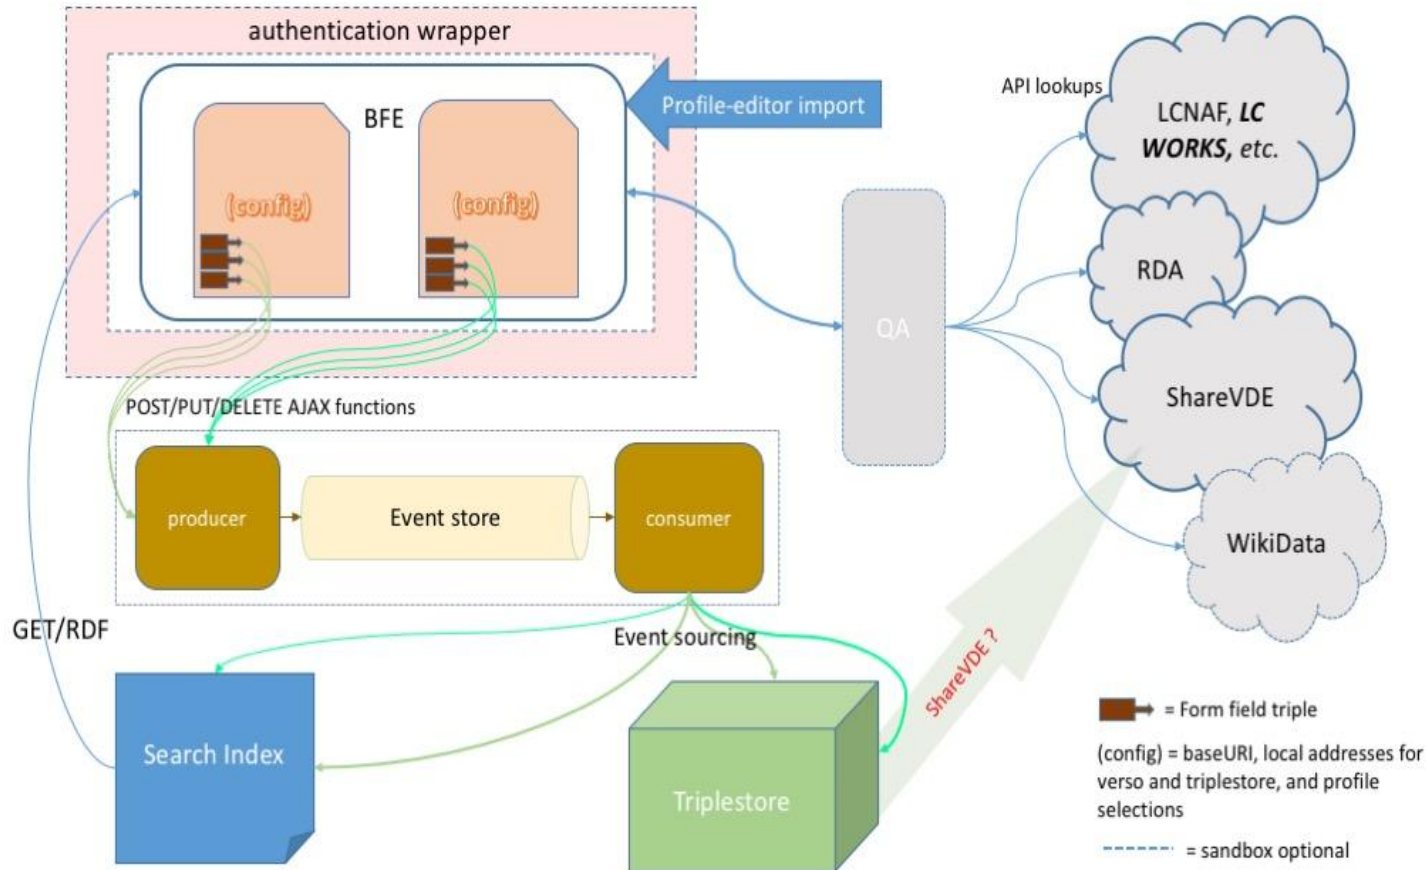 authentication wrapper
BFE
Profile-editor import
(config)
(config)
API lookups
LCNAF, LC
WORKS, etc.
RDA
QA
ShareVDE
WikiData
POST/PUT/DELETE AJAX functions
producer
Event store
consumer
GET/RDF
Event sourcing
Search Index
Triplestore
ShareVDE ?
= Form field triple
(config) = baseURI, local addresses for
verso and triplestore, and profile
selections
= sandbox optional